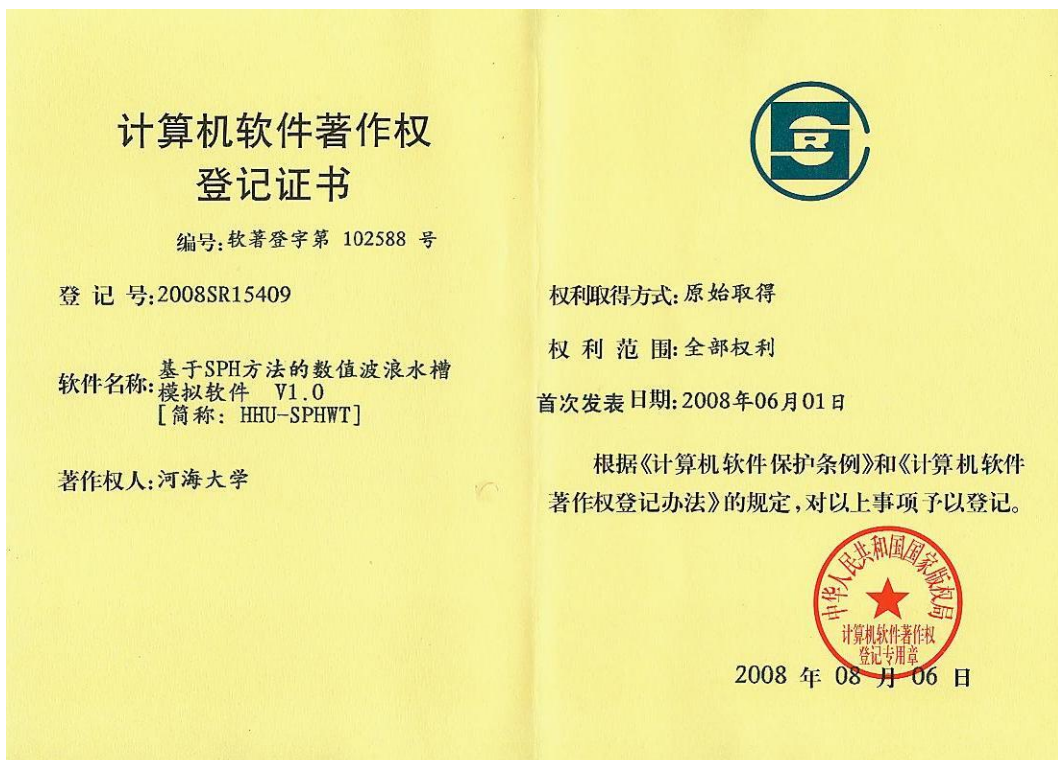 计算机软件著作权
登记证书
编号:软著登字第 102588 号
登 记 号:2008SR15409
软件名称:基于SPH方法的数值波浪水槽
模拟软件 V1.0
[简称: HHU-SPHWT]
著作权人:河海大学
R
权利取得方式:原始取得
权 利 范 围:全部权利
首次发表日期:2008年06月01日
根据《计算机软件保护条例》和《计算机软件
著作权登记办法》的规定,对以上事项予以登记。
中华人民共和国国家版权局
计算机软件著作权
登记专用章
2008 年 08 月 06 日